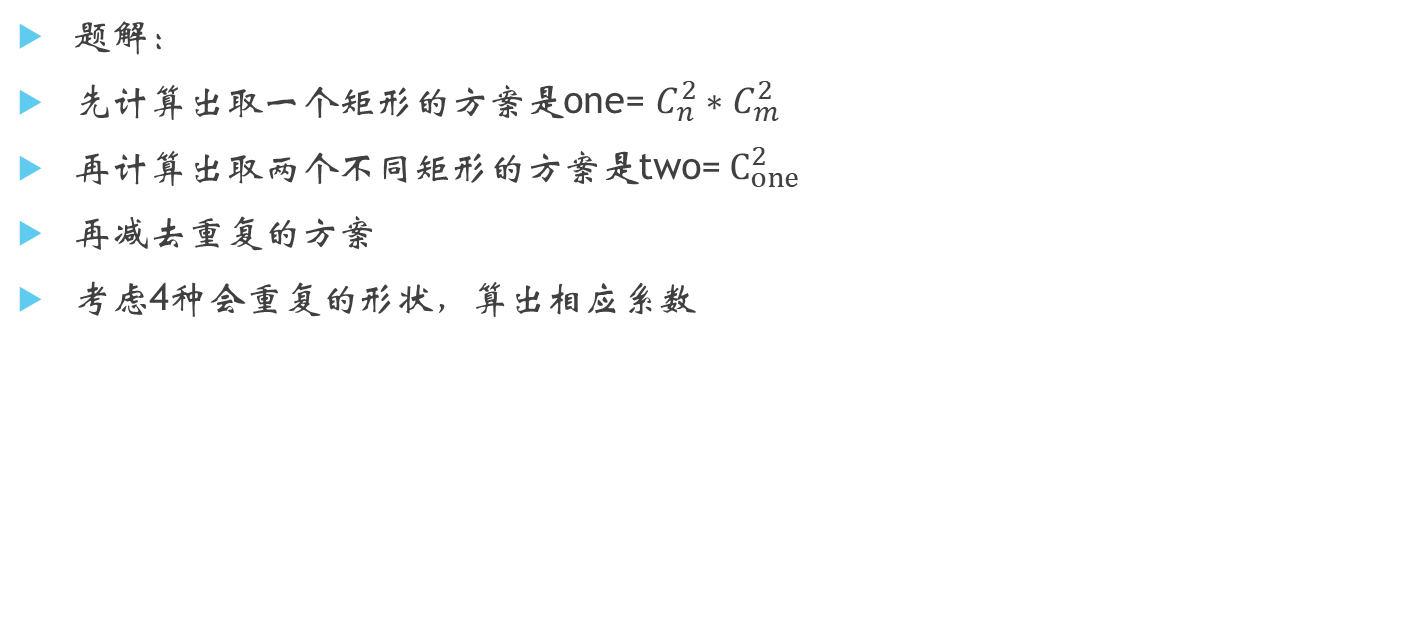 题解：
先计算出取一个矩形的方案是one= $C_n^2 * C_m^2$
再计算出取两个不同矩形的方案是two= $C_{one}^2$
再减去重复的方案
考虑4种会重复的形状，算出相应系数